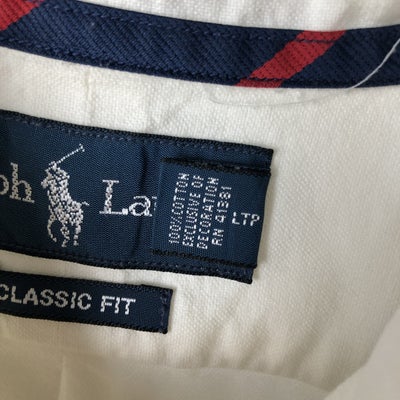 ph La
100% COTTON
EXCLUSIVE OF
DECORATION
RN 41381
LTP
CLASSIC FIT